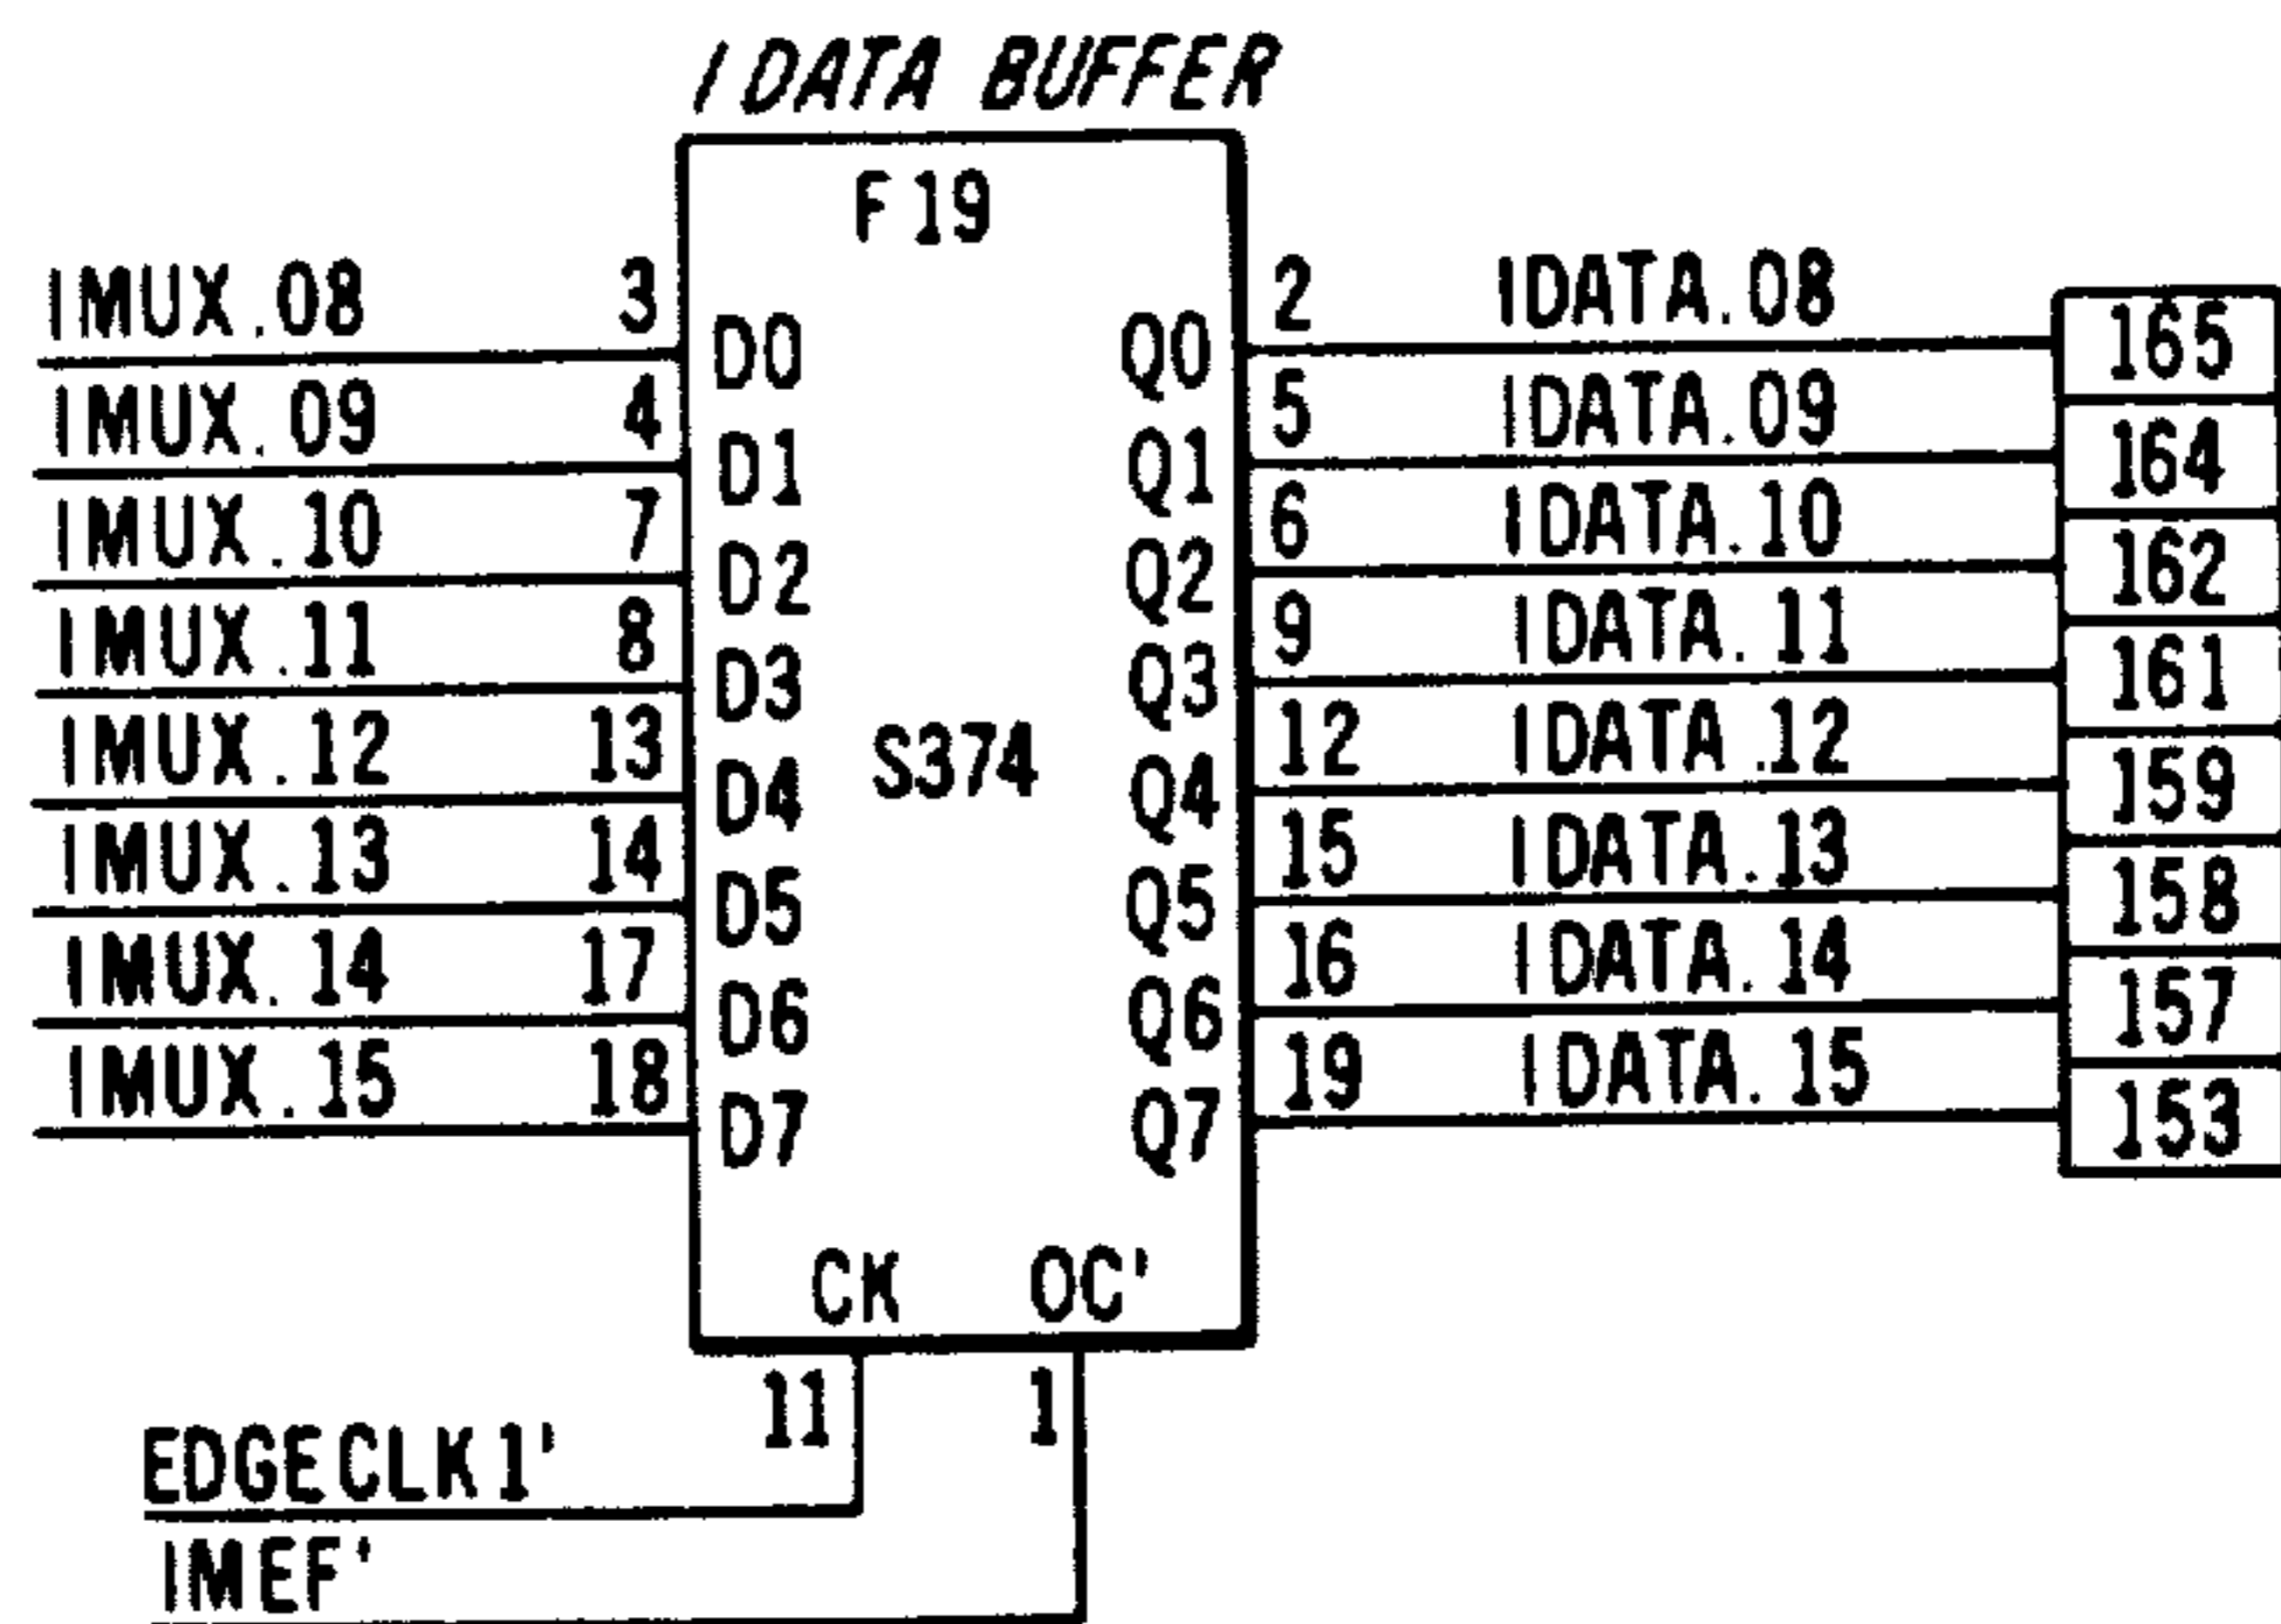 I DATA BUFFER
F19
IMUX.08 3 D0 Q0 2 IDATA.08 165
IMUX.09 4 D1 Q1 5 IDATA.09 164
IMUX.10 7 D2 Q2 6 IDATA.10 162
IMUX.11 8 D3 Q3 9 IDATA.11 161
S374
IMUX.12 13 D4 Q4 12 IDATA.12 159
IMUX.13 14 D5 Q5 15 IDATA.13 158
IMUX.14 17 D6 Q6 16 IDATA.14 157
IMUX.15 18 D7 Q7 19 IDATA.15 153
CK OC'
11 1
EDGECLK1'
IMEF'